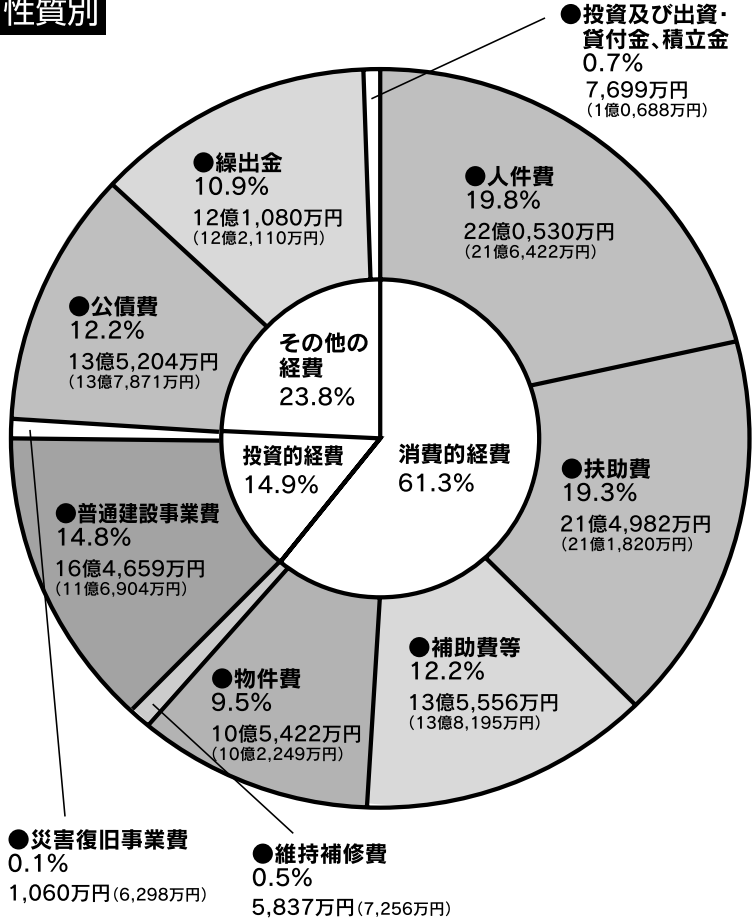 性質別
●投資及び出資・
貸付金、積立金
0.7%
7,699万円
（1億0,688万円）
●人件費
19.8%
22億0,530万円
（21億6,422万円）
●扶助費
19.3%
21億4,982万円
（21億1,820万円）
●補助費等
12.2%
13億5,556万円
（13億8,195万円）
●物件費
9.5%
10億5,422万円
（10億2,249万円）
●維持補修費
0.5%
5,837万円（7,256万円）
●災害復旧事業費
0.1%
1,060万円（6,298万円）
●普通建設事業費
14.8%
16億4,659万円
（11億6,904万円）
●公債費
12.2%
13億5,204万円
（13億7,871万円）
●繰出金
10.9%
12億1,080万円
（12億2,110万円）
その他の
経費
23.8%
投資的経費
14.9%
消費的経費
61.3%